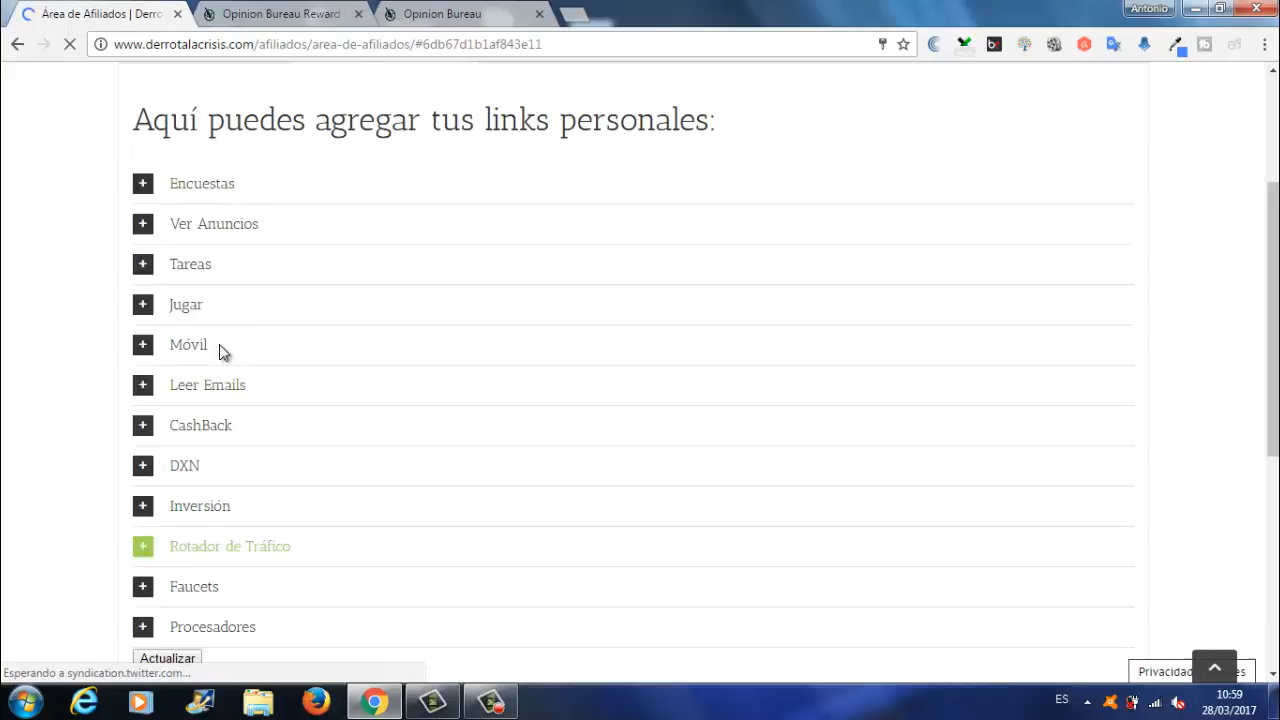 Área de Afiliados | Derro
Opinion Bureau Reward
Opinion Bureau
Antonio
www.derrotalacrisis.com/afiliados/area-de-afiliados/#6db67d1b1af843e11
Aquí puedes agregar tus links personales:
Encuestas
Ver Anuncios
Tareas
Jugar
Móvil
Leer Emails
CashBack
DXN
Inversión
Rotador de Tráfico
Faucets
Procesadores
Actualizar
Esperando a syndication.twitter.com...
Privacidad
ES
10:59
28/03/2017